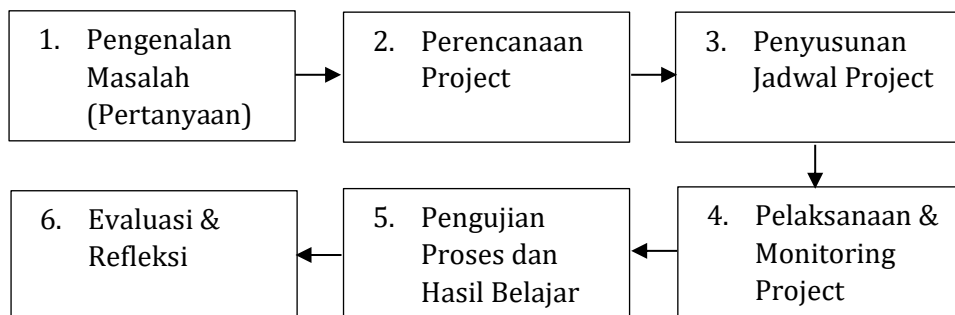 1. Pengenalan
Masalah
(Pertanyaan)
2. Perencanaan
Project
3. Penyusunan
Jadwal Project
4. Pelaksanaan &
Monitoring
Project
5. Pengujian
Proses dan
Hasil Belajar
6. Evaluasi &
Refleksi